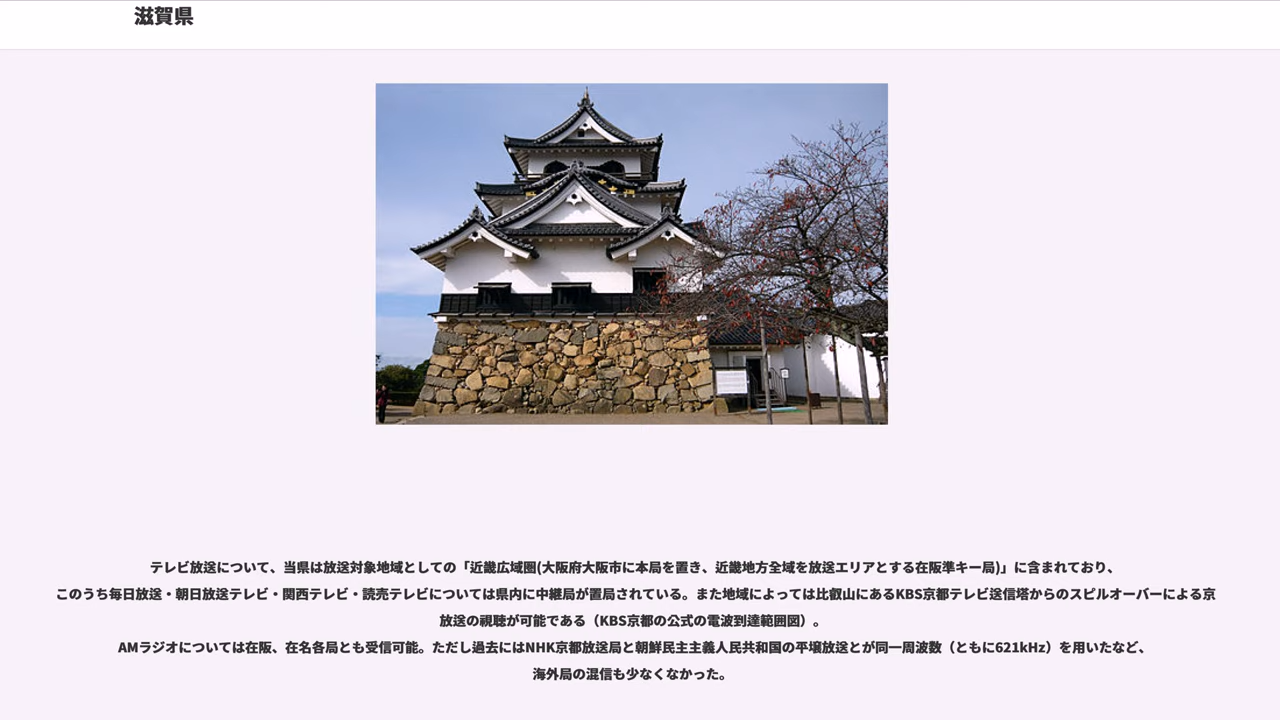 滋賀県
テレビ放送について、当県は放送対象地域としての「近畿広域圏(大阪府大阪市に本局を置き、近畿地方全域を放送エリアとする在阪準キー局)」に含まれており、
このうち毎日放送・朝日放送テレビ・関西テレビ・読売テレビについては県内に中継局が置局されている。また地域によっては比叡山にあるKBS京都テレビ送信塔からのスピルオーバーによる京
放送の視聴が可能である（KBS京都の公式の電波到達範囲図）。
AMラジオについては在阪、在名各局とも受信可能。ただし過去にはNHK京都放送局と朝鮮民主主義人民共和国の平壌放送とが同一周波数（ともに621kHz）を用いたなど、
海外局の混信も少なくなかった。